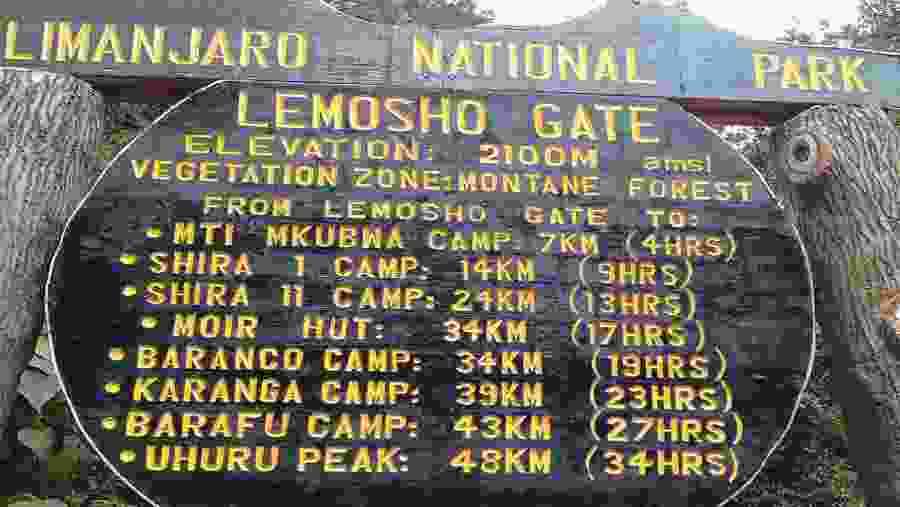 LIMANJARO NATIONAL PARK
LEMOSHO GATE
ELEVATION: 2100M amsl
VEGETATION ZONE: MONTANE FOREST
FROM LEMOSHO GATE TO:
• MTI MKUBWA CAMP: 7KM (4HRS)
• SHIRA 1 CAMP: 14KM (9HRS)
• SHIRA 11 CAMP: 24KM (13HRS)
• MOIR HUT: 34KM (17HRS)
• BARANCO CAMP: 34KM (19HRS)
• KARANGA CAMP: 39KM (23HRS)
• BARAFU CAMP: 43KM (27HRS)
• UHURU PEAK: 48KM (34HRS)